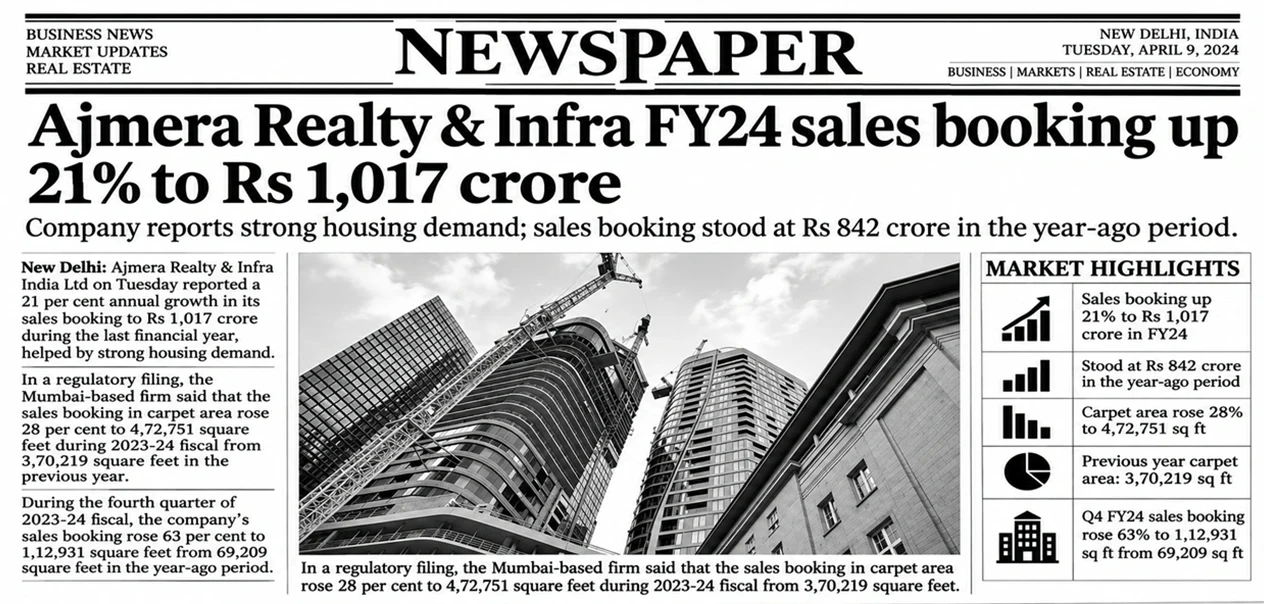 BUSINESS NEWS
MARKET UPDATES
REAL ESTATE
NEWSPAPER
NEW DELHI, INDIA
TUESDAY, APRIL 9, 2024
BUSINESS | MARKETS | REAL ESTATE | ECONOMY
Ajmera Realty & Infra FY24 sales booking up
21% to Rs 1,017 crore
Company reports strong housing demand; sales booking stood at Rs 842 crore in the year-ago period.
New Delhi: Ajmera Realty & Infra
India Ltd on Tuesday reported a
21 per cent annual growth in its
sales booking to Rs 1,017 crore
during the last financial year,
helped by strong housing demand.
In a regulatory filing, the
Mumbai-based firm said that the
sales booking in carpet area rose
28 per cent to 4,72,751 square
feet during 2023-24 fiscal from
3,70,219 square feet in the
previous year.
During the fourth quarter of
2023-24 fiscal, the company's
sales booking rose 63 per cent to
1,12,931 square feet from 69,209
square feet in the year-ago period.
In a regulatory filing, the Mumbai-based firm said that the sales booking in carpet area
rose 28 per cent to 4,72,751 square feet during 2023-24 fiscal from 3,70,219 square feet.
MARKET HIGHLIGHTS
Sales booking up
21% to Rs 1,017
crore in FY24
Stood at Rs 842 crore
in the year-ago period
Carpet area rose 28%
to 4,72,751 sq ft
Previous year carpet
area: 3,70,219 sq ft
Q4 FY24 sales booking
rose 63% to 1,12,931
sq ft from 69,209 sq ft